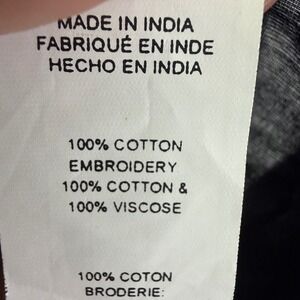 MADE IN INDIA
FABRIQUÉ EN INDE
HECHO EN INDIA
100% COTTON
EMBROIDERY
100% COTTON &
100% VISCOSE
100% COTON
BRODERIE: